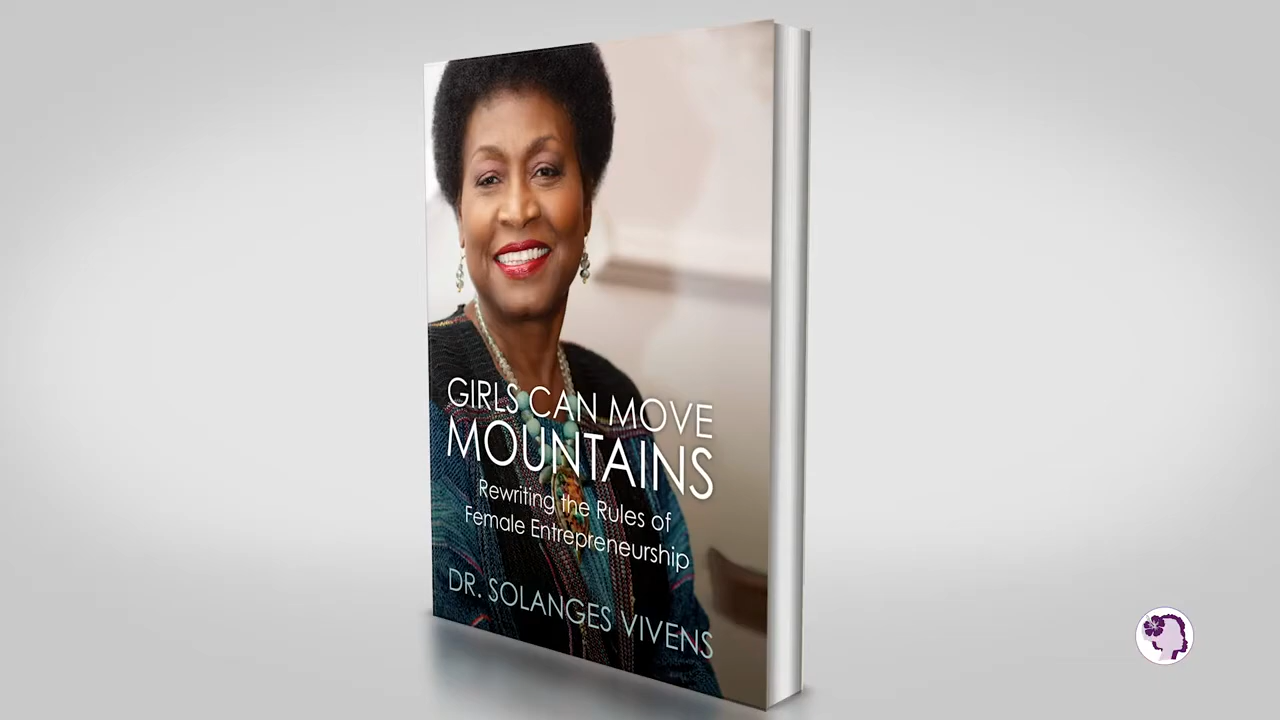 GIRLS CAN MOVE
MOUNTAINS
Rewriting the Rules of
Female Entrepreneurship
DR. SOLANGES VIVENS